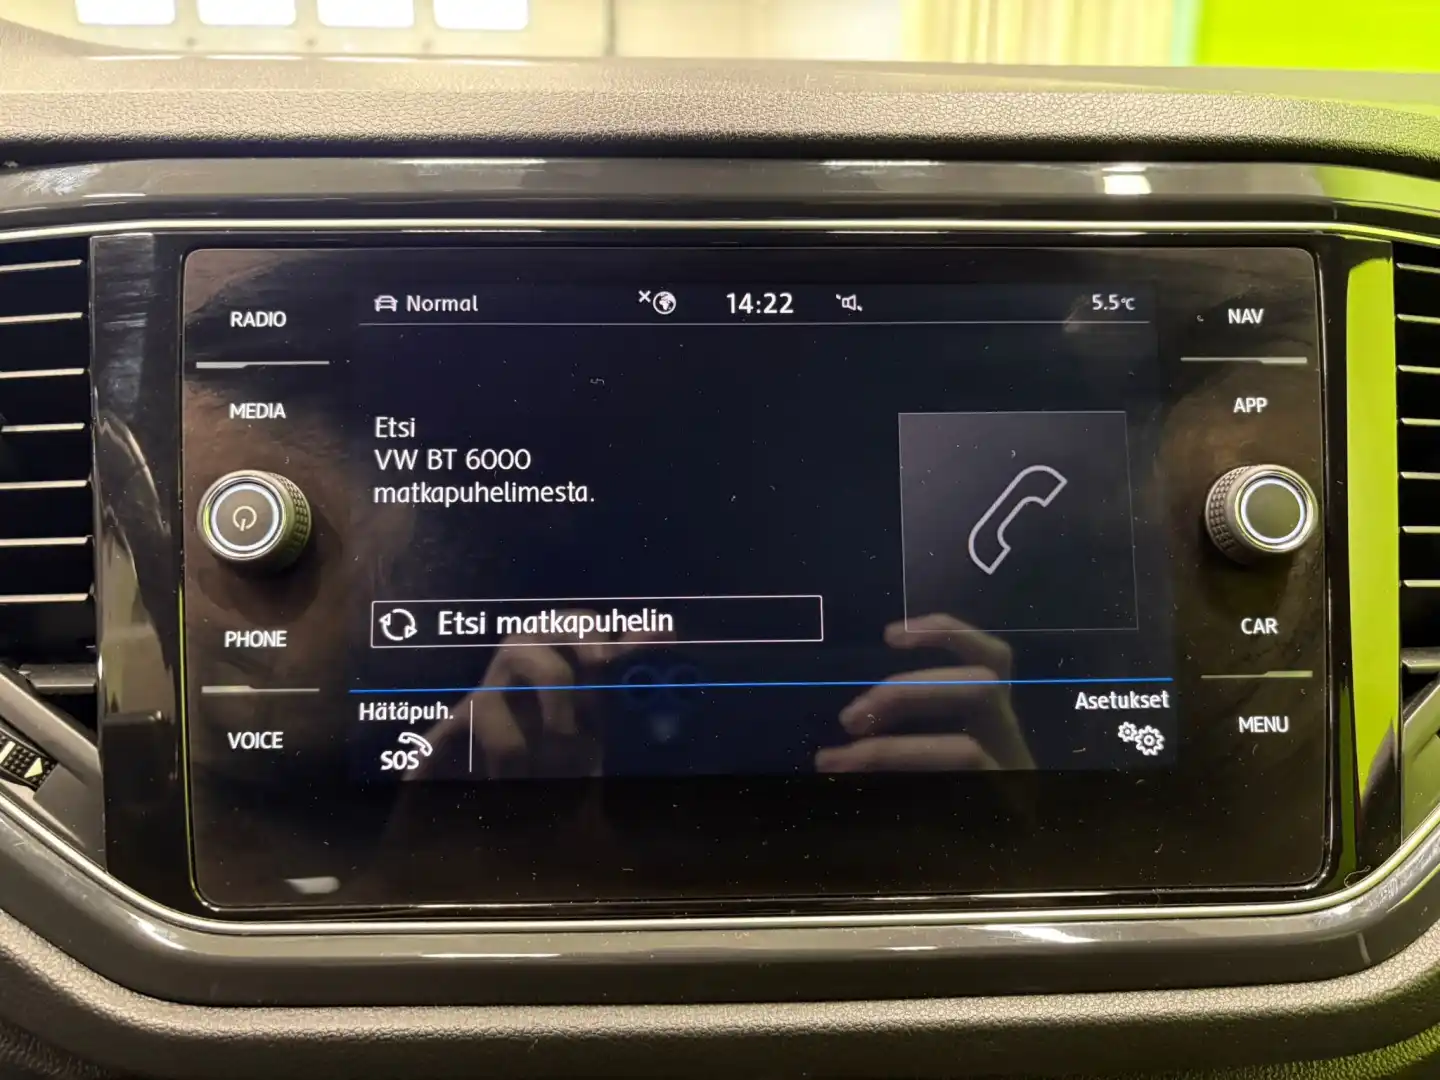 Normal
14:22
5.5°C
RADIO
MEDIA
PHONE
VOICE
Etsi
VW BT 6000
matkapuhelimesta.
Etsi matkapuhelin
Hätäpuh.
SOS
Asetukset
NAV
APP
CAR
MENU